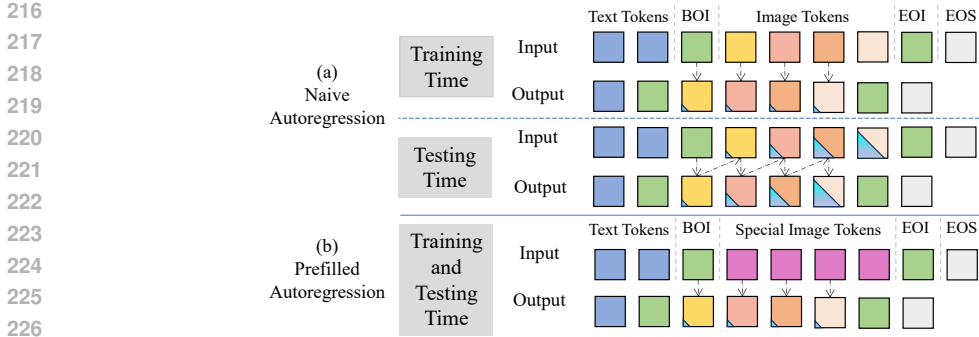 216
217
218
219
220
221
222
223
224
225
226
Text Tokens BOI Image Tokens EOI EOS
(a)
Naive
Autoregression
Training
Time
Input
Output
Testing
Time
Input
Output
Text Tokens BOI Special Image Tokens EOI EOS
(b)
Prefilled
Autoregression
Training
and
Testing
Time
Input
Output